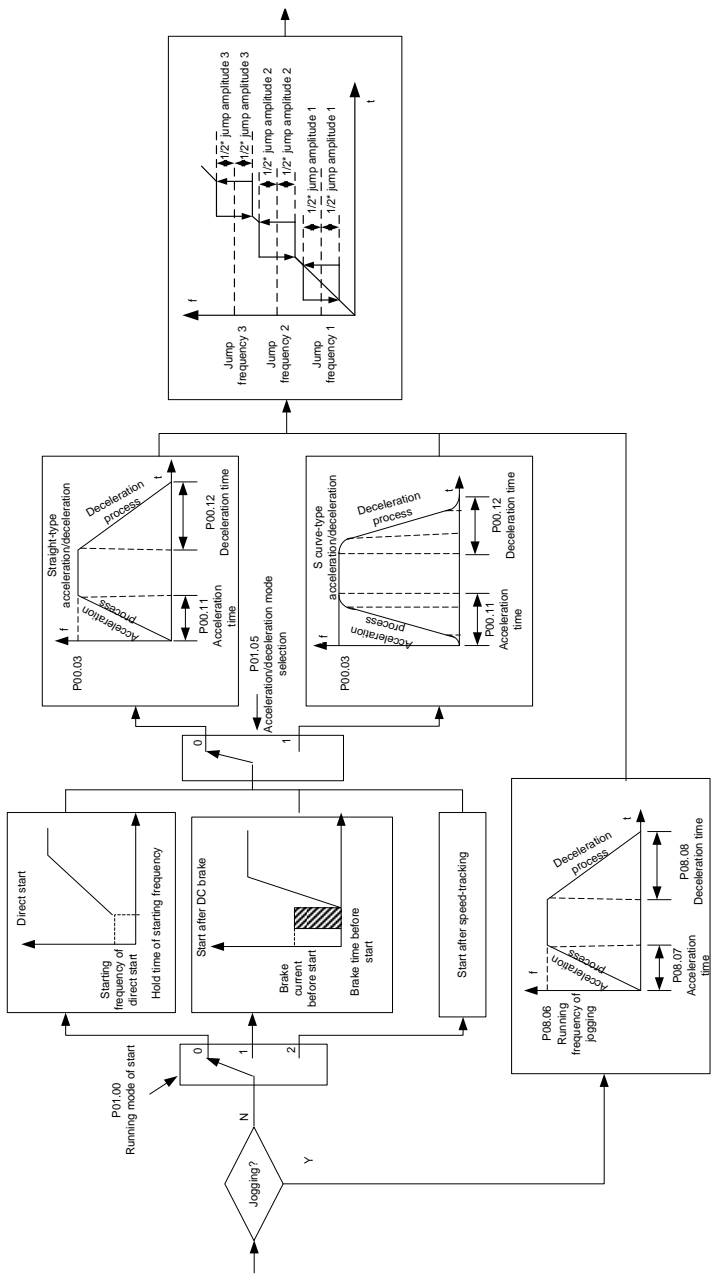 Jogging?
N
Y
P01.00
Running mode of start
0
1
2
Direct start
Starting
frequency of
direct start
Hold time of starting frequency
Start after DC brake
Brake
current
before start
Brake time before
start
Start after speed-tracking
P08.06
Running
frequency of
jogging
f
Acceleration
process
Deceleration
process
t
P08.07
Acceleration
time
P08.08
Deceleration time
0
1
P01.05
Acceleration/deceleration mode
selection
Straight-type
acceleration/deceleration
P00.03
f
Acceleration
process
Deceleration
process
t
P00.11
Acceleration
time
P00.12
Deceleration time
S curve-type
acceleration/deceleration
P00.03
f
Acceleration
process
Deceleration
process
t
P00.11
Acceleration
time
P00.12
Deceleration time
f
Jump
frequency 3
Jump
frequency 2
Jump
frequency 1
1/2* jump amplitude 3
1/2* jump amplitude 3
1/2* jump amplitude 2
1/2* jump amplitude 2
1/2* jump amplitude 1
1/2* jump amplitude 1
t